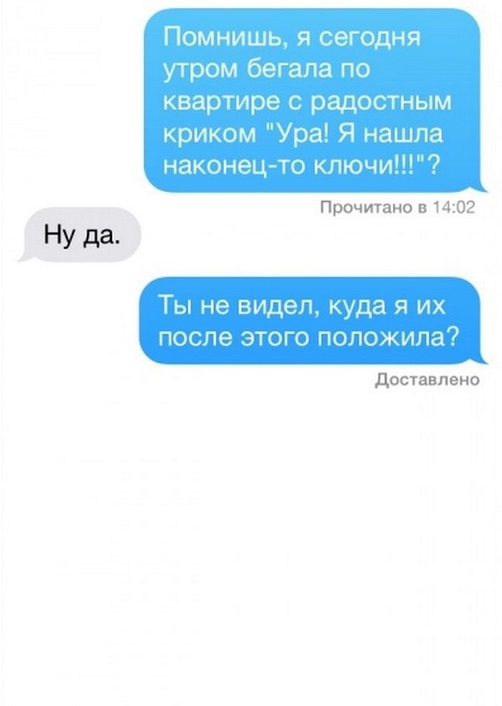 Помнишь, я сегодня
утром бегала по
квартире с радостным
криком "Ура! Я нашла
наконец-то ключи!!!"?
Прочитано в 14:02
Ну да.
Ты не видел, куда я их
после этого положила?
Доставлено